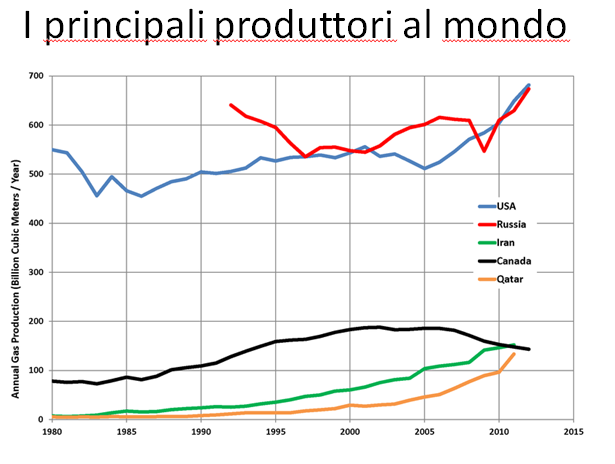 I principali produttori al mondo
Annual Gas Production (Billion Cubic Meters / Year)
700
600
500
400
300
200
100
0
USA
Russia
Iran
Canada
Qatar
1980
1985
1990
1995
2000
2005
2010
2015